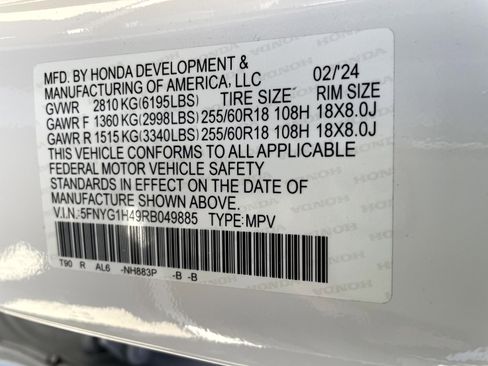 MFD. BY HONDA DEVELOPMENT &
MANUFACTURING OF AMERICA, LLC 02/'24
GVWR 2810 KG(6195LBS) TIRE SIZE RIM SIZE
GAWR F 1360 KG(2998LBS) 255/60R18 108H 18X8.0J
GAWR R 1515 KG(3340LBS) 255/60R18 108H 18X8.0J
THIS VEHICLE CONFORMS TO ALL APPLICABLE
FEDERAL MOTOR VEHICLE SAFETY
STANDARDS IN EFFECT ON THE DATE OF
MANUFACTURE SHOWN ABOVE.
V.I.N.:5FNYG1H49RB049885 TYPE:MPV
T90 R AL6 -NH883P -B -B